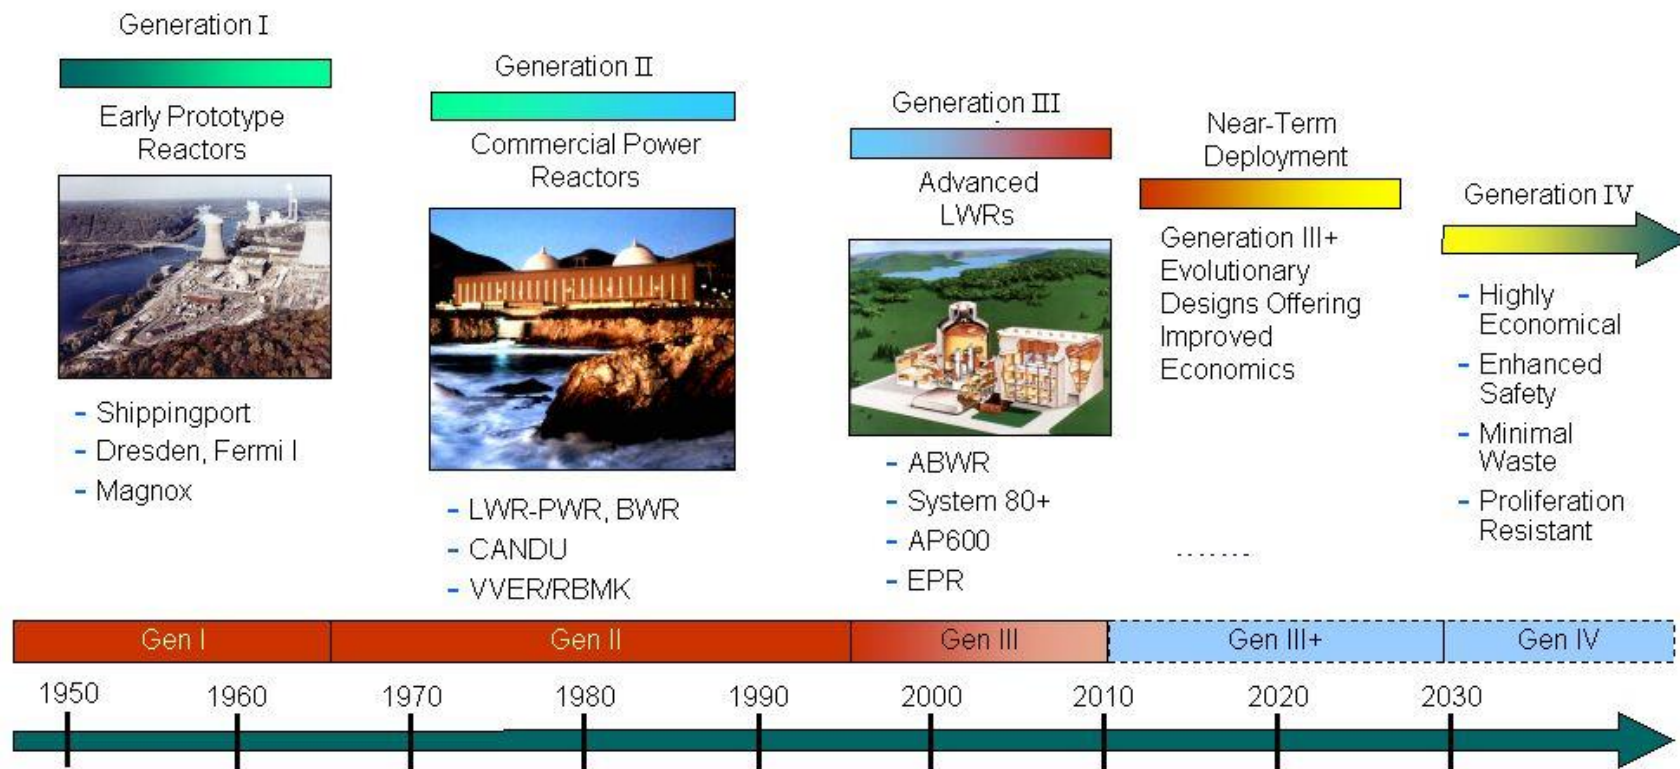 Generation I
Early Prototype
Reactors
- Shippingport
- Dresden, Fermi I
- Magnox
Generation II
Commercial Power
Reactors
- LWR-PWR, BWR
- CANDU
- VVER/RBMK
Generation III
Advanced
LWRs
- ABWR
- System 80+
- AP600
- EPR
Near-Term
Deployment
Generation III+
Evolutionary
Designs Offering
Improved
Economics
Generation IV
- Highly
Economical
- Enhanced
Safety
- Minimal
Waste
- Proliferation
Resistant
Gen I
Gen II
Gen III
Gen III+
Gen IV
1950
1960
1970
1980
1990
2000
2010
2020
2030